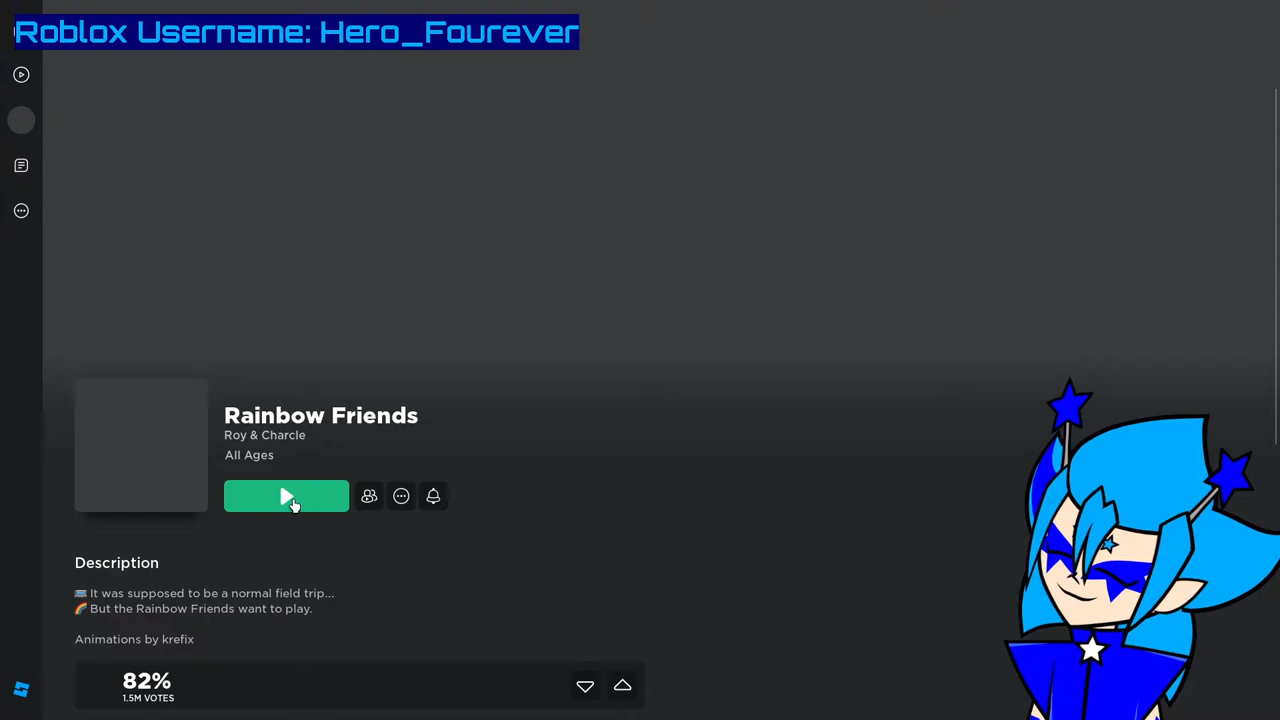 Roblox Username: Hero_Fourever
Rainbow Friends
Roy & Charcle
All Ages
Description
It was supposed to be a normal field trip...
But the Rainbow Friends want to play.
Animations by krefix
82%
1.5M VOTES